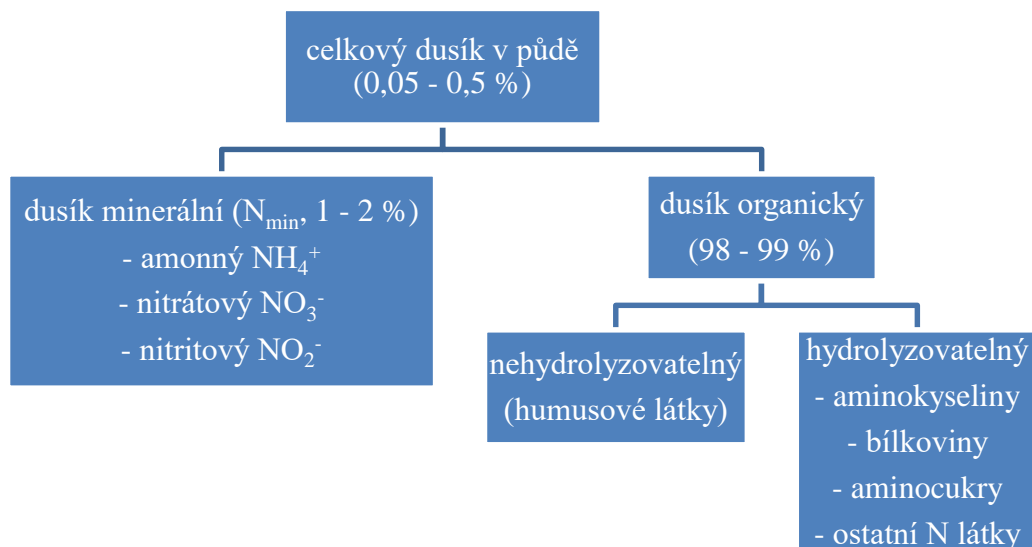 celkový dusík v půdě
(0,05 - 0,5 %)
dusík minerální (Nmin, 1 - 2 %)
- amonný NH₄⁺
- nitrátový NO₃⁻
- nitritový NO₂⁻
dusík organický
(98 - 99 %)
nehydrolyzovatelný
(humusové látky)
hydrolyzovatelný
- aminokyseliny
- bílkoviny
- aminocukry
- ostatní N látky